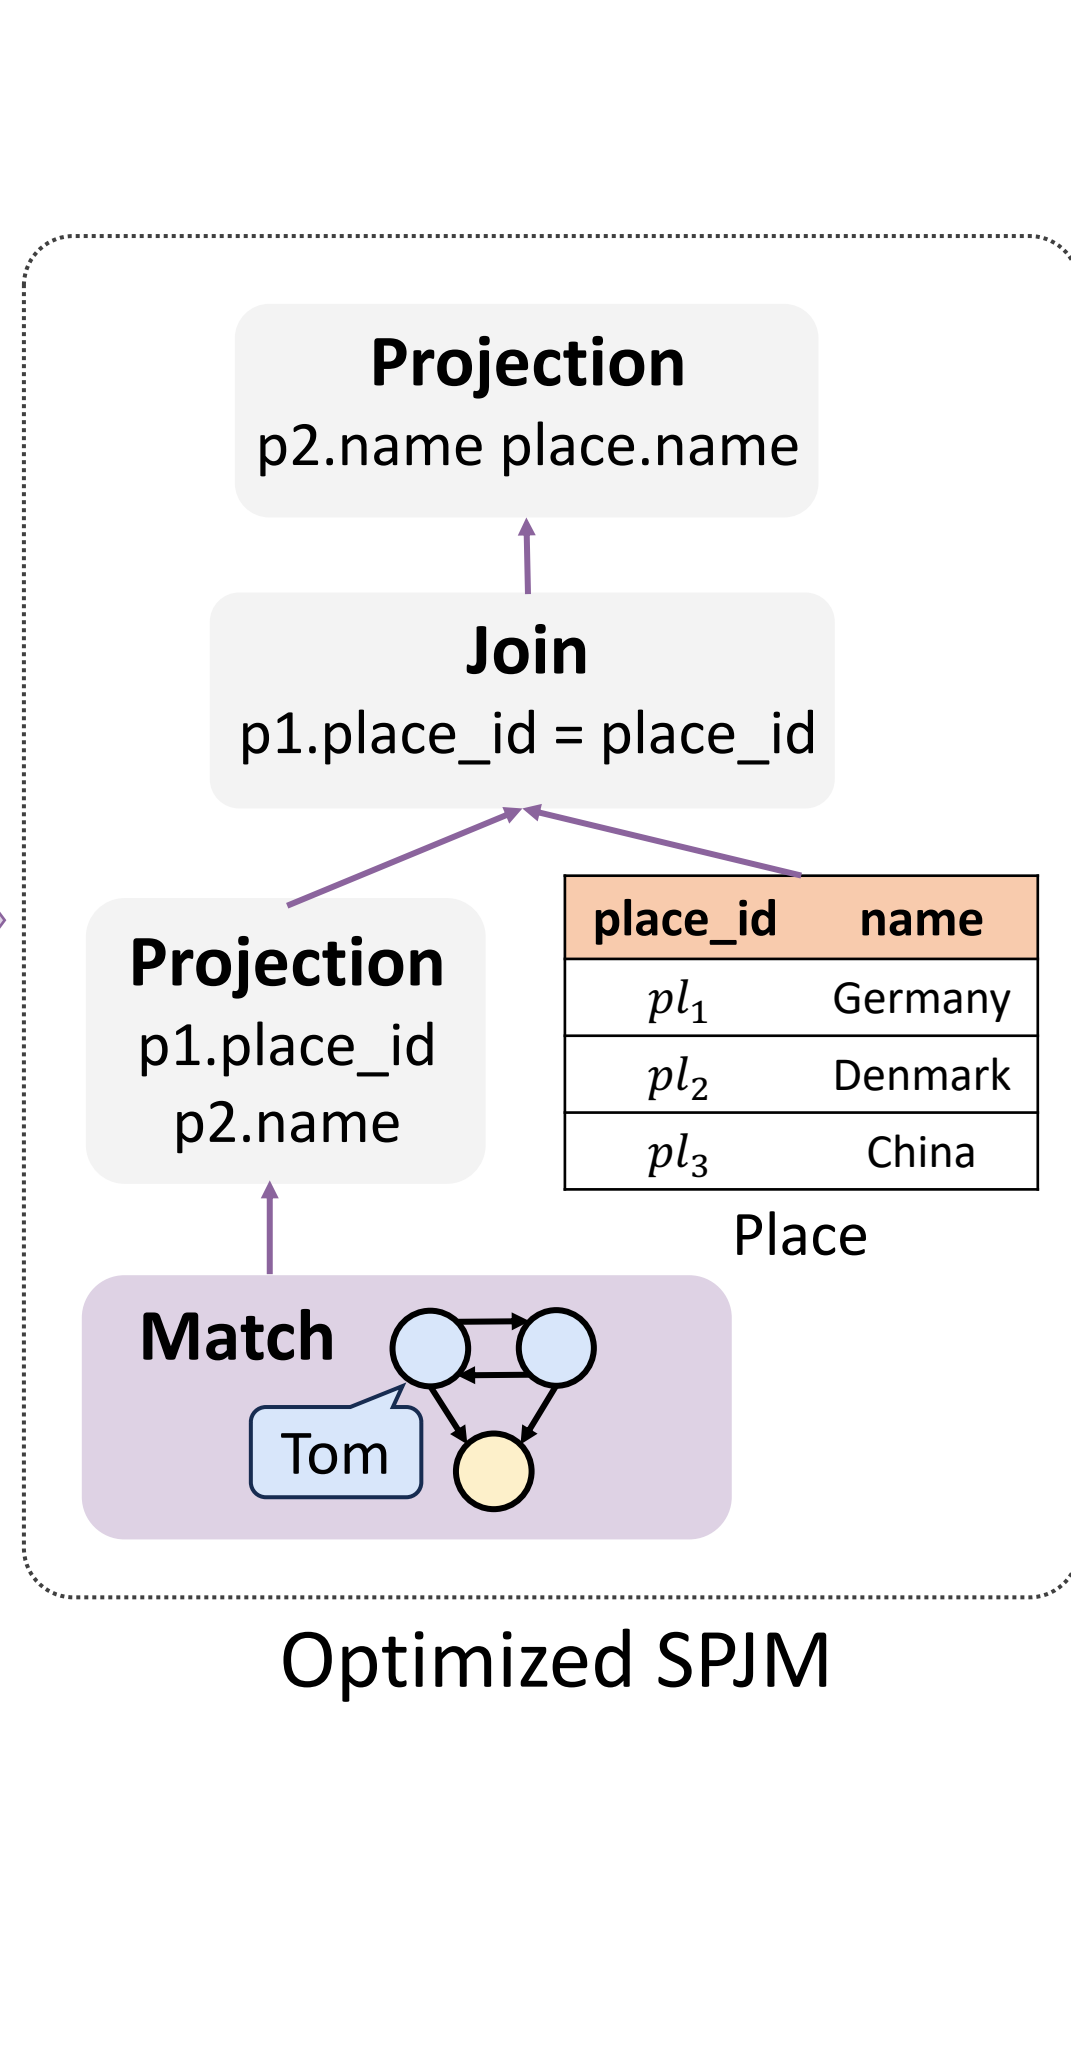 Projection
p2.name place.name
Join
p1.place_id = place_id
Projection
p1.place_id
p2.name
place_id name
pl₁ Germany
pl₂ Denmark
pl₃ China
Place
Match
Tom
Optimized SPJM